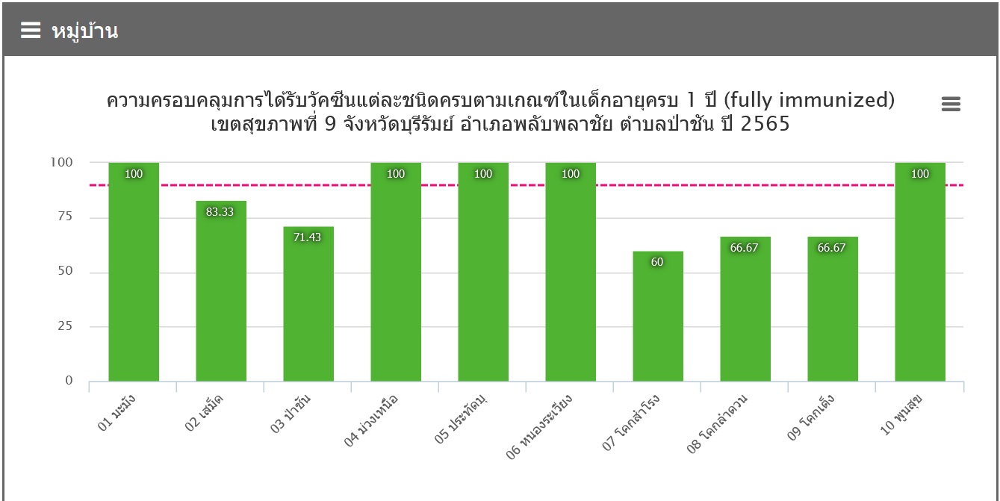 หมู่บ้าน
ความครอบคลุมการได้รับวัคซีนแต่ละชนิดครบตามเกณฑ์ในเด็กอายุครบ 1 ปี (fully immunized)
เขตสุขภาพที่ 9 จังหวัดบุรีรัมย์ อำเภอพลับพลาชัย ตำบลป่าชัน ปี 2565
100
75
50
25
0
100
83.33
71.43
100
100
100
60
66.67
66.67
100
01 มะมัง
02 เสม็ด
03 ป่าชัน
04 ม่วงเหนือ
05 ประทัดบุ
06 หนองระเวียง
07 โคกสำโรง
08 โคกลำดวน
09 โคกเด็ง
10 พูนสุข